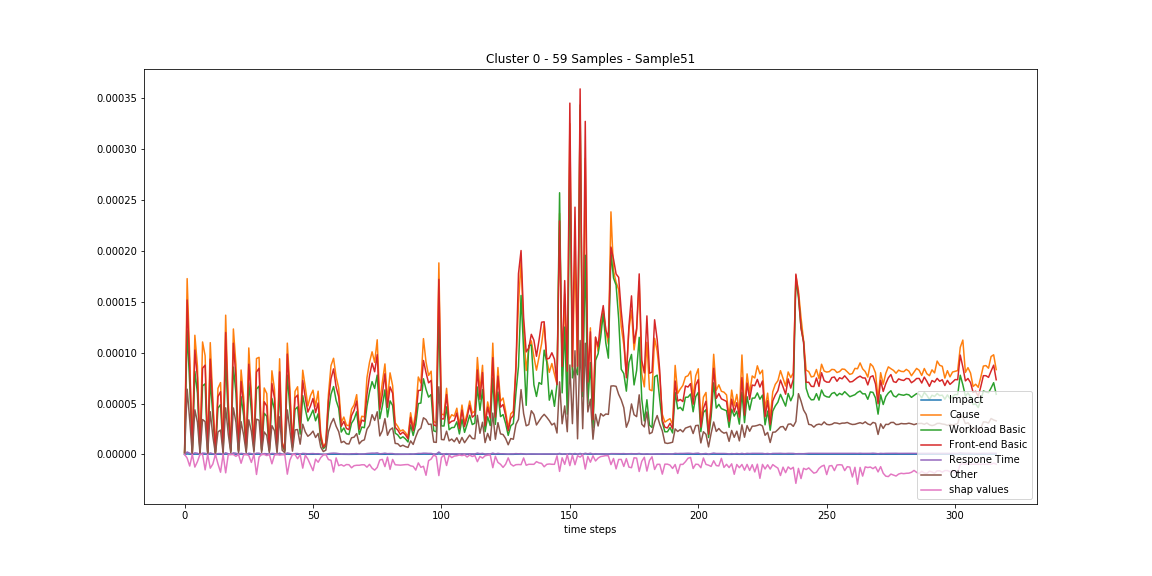 Cluster 0 - 59 Samples - Sample51
0.00035
0.00030
0.00025
0.00020
0.00015
0.00010
0.00005
0.00000
0
50
100
150
200
250
300
time steps
Impact
Cause
Workload Basic
Front-end Basic
Respone Time
Other
shap values